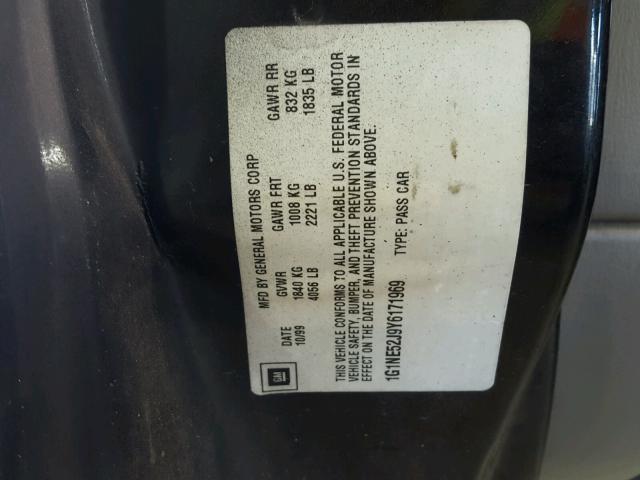 MFD BY GENERAL MOTORS CORP
DATE GVWR GAWR FRT GAWR RR
10/99 1840 KG 1008 KG 832 KG
4056 LB 2221 LB 1835 LB
THIS VEHICLE CONFORMS TO ALL APPLICABLE U.S. FEDERAL MOTOR
VEHICLE SAFETY, BUMPER, AND THEFT PREVENTION STANDARDS IN
EFFECT ON THE DATE OF MANUFACTURE SHOWN ABOVE.
1G1NE52J9Y6171969 TYPE: PASS CAR
GM